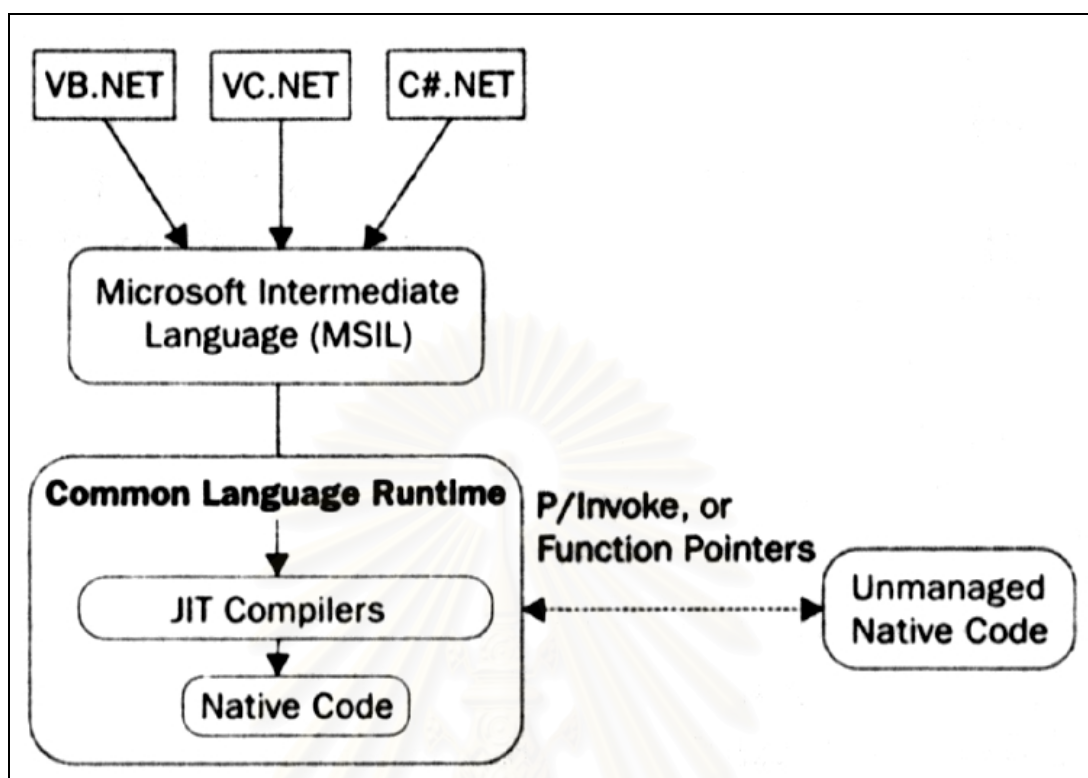 VB.NET
VC.NET
C#.NET
Microsoft Intermediate
Language (MSIL)
Common Language Runtime
P/Invoke, or
Function Pointers
JIT Compilers
Unmanaged
Native Code
Native Code